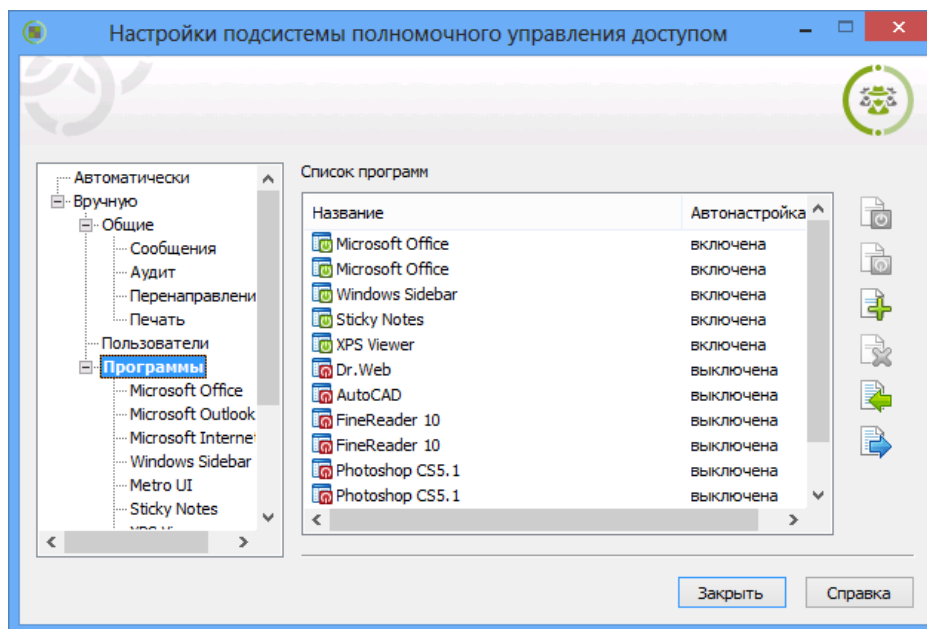 Настройки подсистемы полномочного управления доступом
Автоматически
Вручную
Общие
Сообщения
Аудит
Перенаправлени
Печать
Пользователи
Программы
Microsoft Office
Microsoft Outlook
Microsoft Interne
Windows Sidebar
Metro UI
Sticky Notes
Список программ
Название Автонастройка
Microsoft Office включена
Microsoft Office включена
Windows Sidebar включена
Sticky Notes включена
XPS Viewer включена
Dr.Web выключена
AutoCAD выключена
FineReader 10 выключена
FineReader 10 выключена
Photoshop CS5.1 выключена
Photoshop CS5.1 выключена
Закрыть Справка